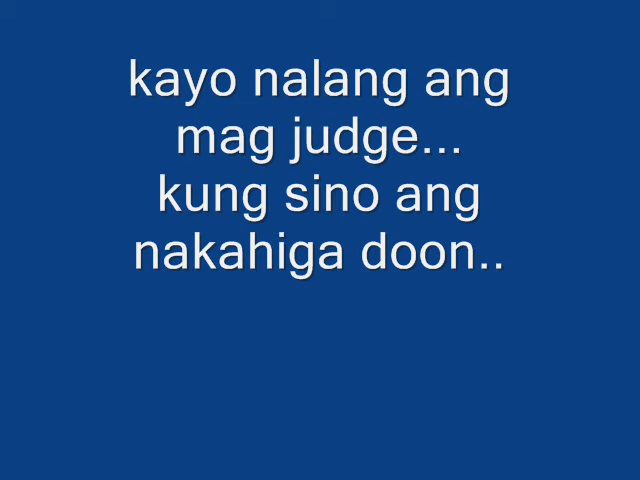 kayo nalang ang
mag judge...
kung sino ang
nakahiga doon..